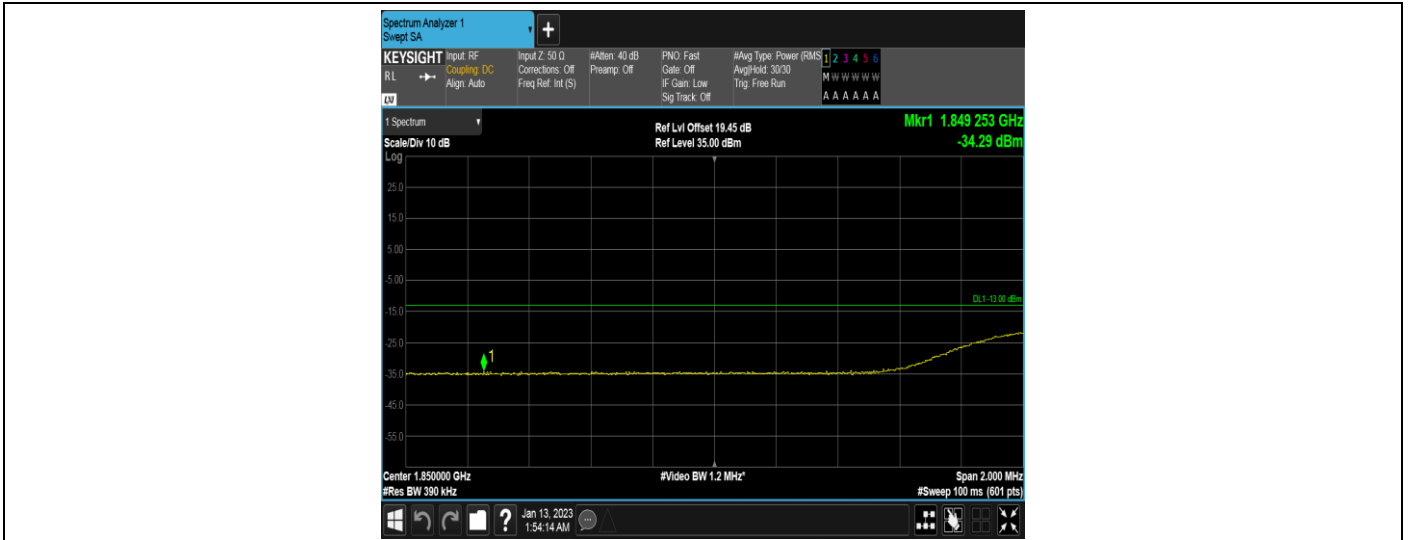 Spectrum Analyzer 1
Swept SA
+
KEYSIGHT
RL
LXI
Input: RF
Coupling: DC
Align: Auto
Input Z: 50 Ω
Corrections: Off
Freq Ref: Int (S)
#Atten: 40 dB
Preamp: Off
PNO: Fast
Gate: Off
IF Gain: Low
Sig Track: Off
#Avg Type: Power (RMS
Avg|Hold: 30/30
Trig: Free Run
1 2 3 4 5 6
M W W W W W
A A A A A A
1 Spectrum
Scale/Div 10 dB
Ref Lvl Offset 19.45 dB
Ref Level 35.00 dBm
Mkr1 1.849 253 GHz
-34.29 dBm
Log
25.0
15.0
5.00
-5.00
DL1 -13.00 dBm
-15.0
-25.0
1
-35.0
-45.0
-55.0
Center 1.850000 GHz
#Video BW 1.2 MHz*
Span 2.000 MHz
#Res BW 390 kHz
#Sweep 100 ms (601 pts)
?
Jan 13, 2023
1:54:14 AM